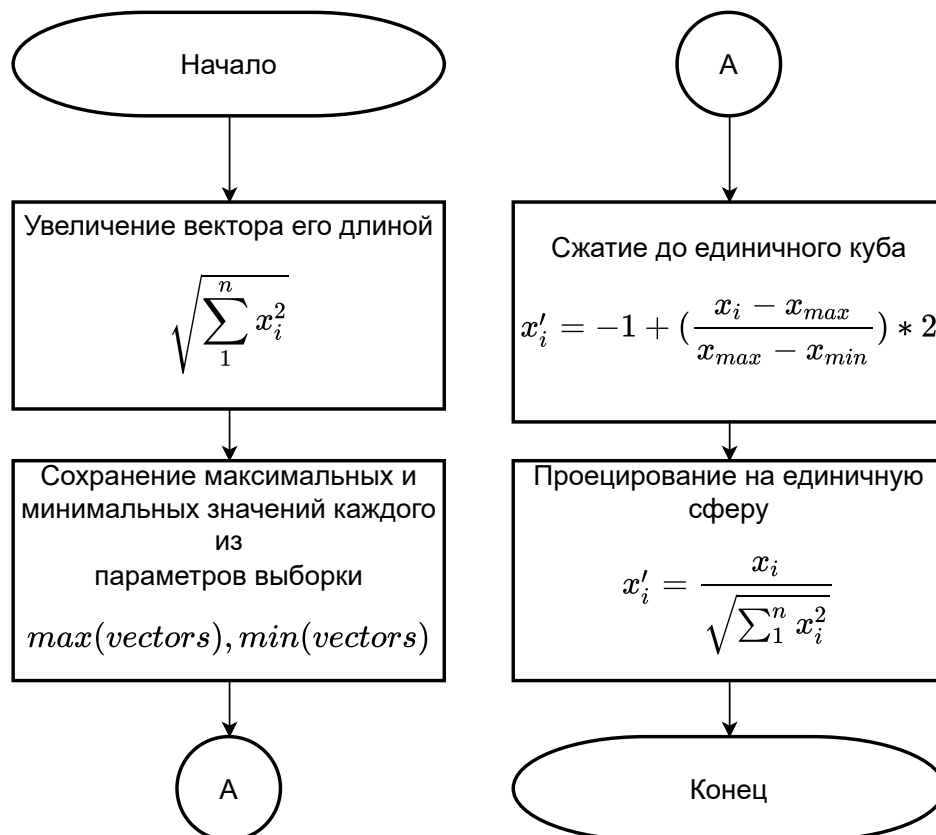 Начало
Увеличение вектора его длиной
$\sqrt{\sum_{1}^{n} x_i^2}$
Сохранение максимальных и
минимальных значений каждого
из
параметров выборки
$max(vectors), min(vectors)$
А
А
Сжатие до единичного куба
$x_i' = -1 + (\frac{x_i - x_{max}}{x_{max} - x_{min}}) * 2$
Проецирование на единичную
сферу
$x_i' = \frac{x_i}{\sqrt{\sum_{1}^{n} x_i^2}}$
Конец